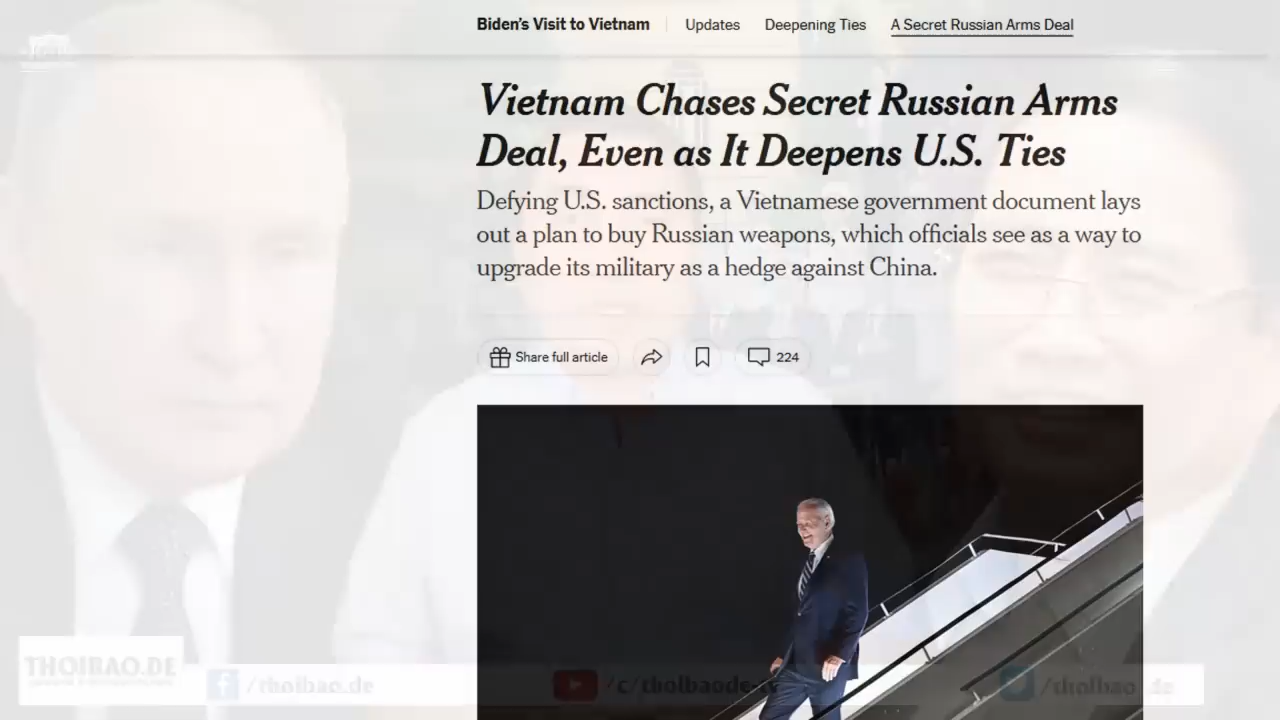 Biden's Visit to Vietnam Updates Deepening Ties A Secret Russian Arms Deal
Vietnam Chases Secret Russian Arms
Deal, Even as It Deepens U.S. Ties
Defying U.S. sanctions, a Vietnamese government document lays
out a plan to buy Russian weapons, which officials see as a way to
upgrade its military as a hedge against China.
Share full article 224
THOIBAO.DE
/thoibao.de /c/thoibaode-tv /thoibao_de